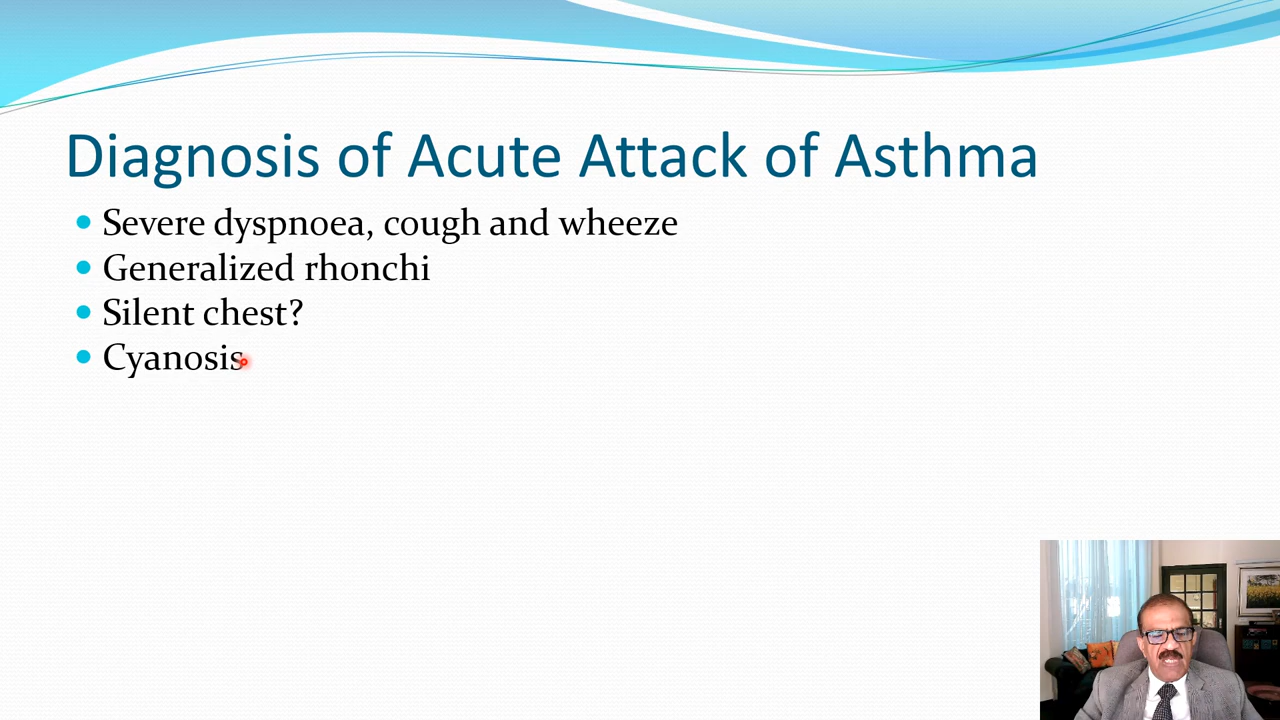 Diagnosis of Acute Attack of Asthma
Severe dyspnoea, cough and wheeze
Generalized rhonchi
Silent chest?
Cyanosis